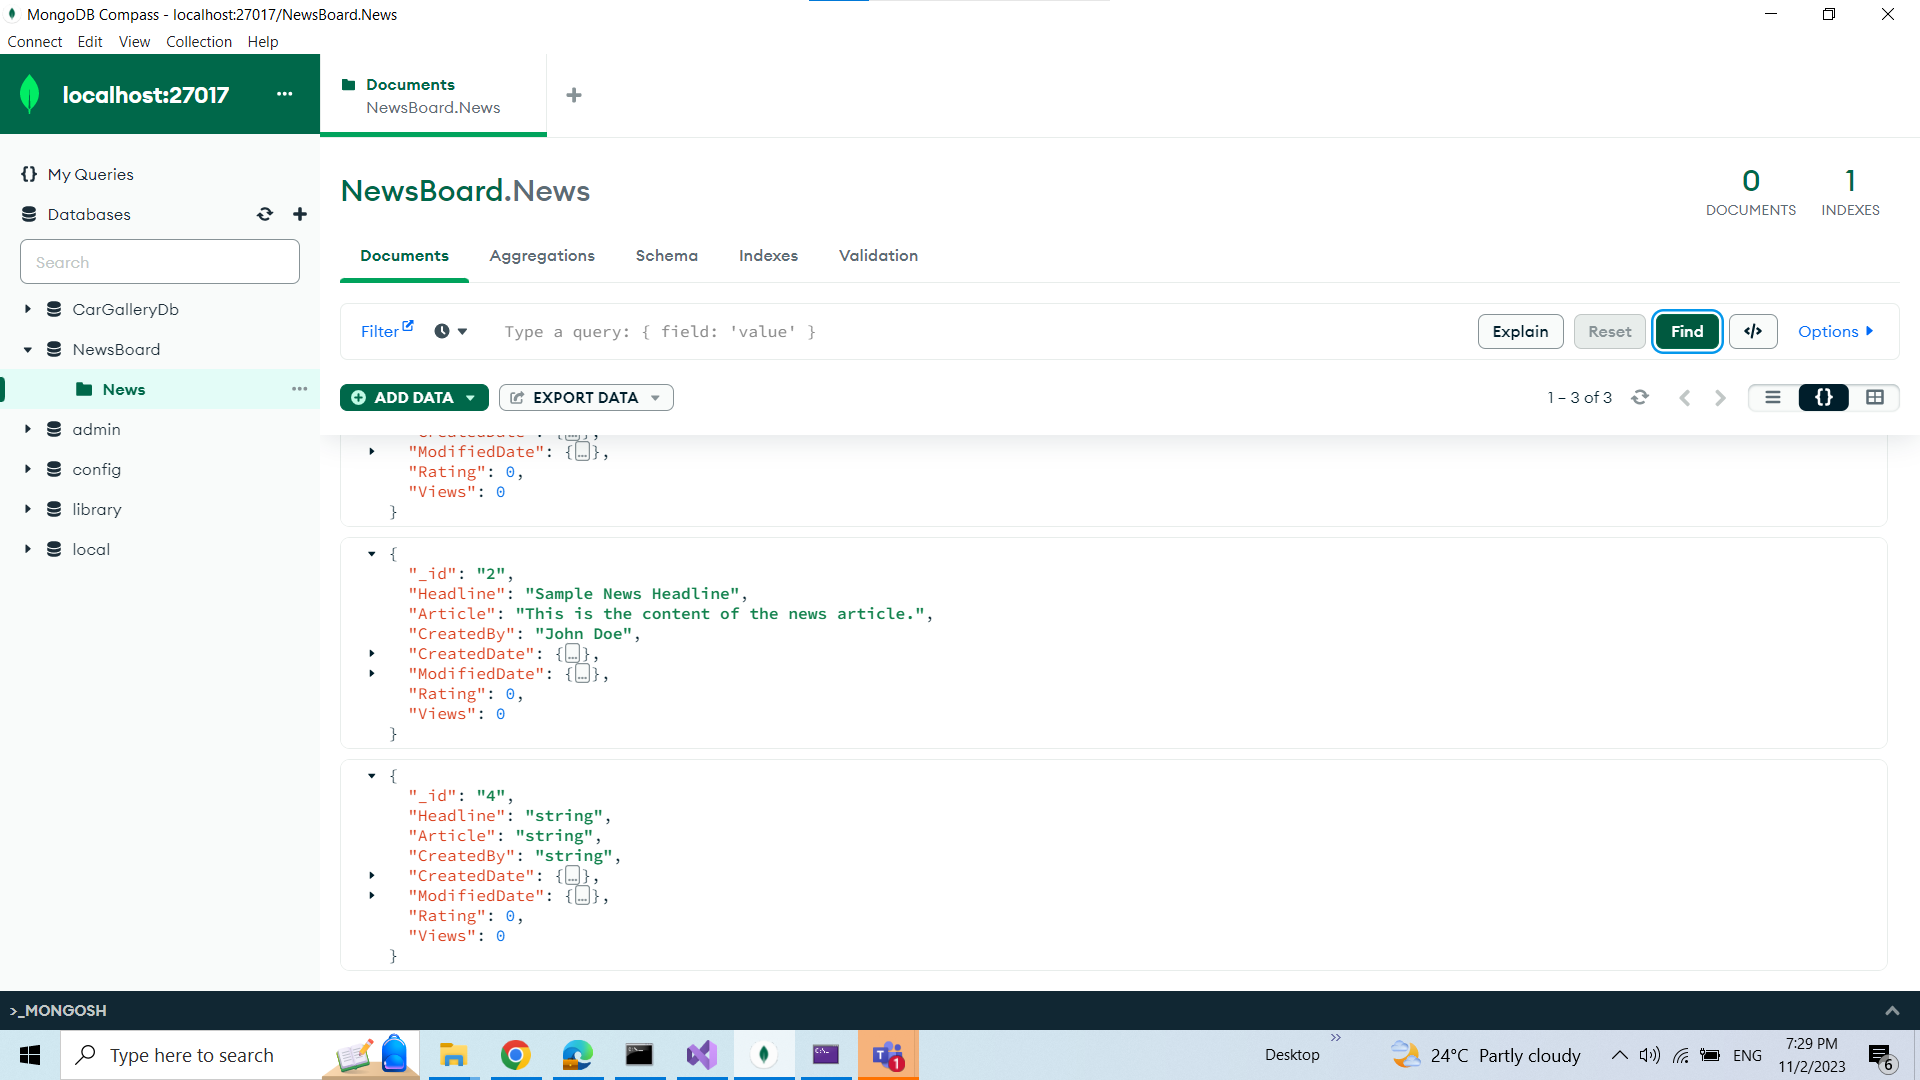 MongoDB Compass - localhost:27017/NewsBoard.News
Connect Edit View Collection Help
localhost:27017 ...
Documents
NewsBoard.News
My Queries
Databases
Search
CarGalleryDb
NewsBoard
News
admin
config
library
local
NewsBoard.News
0
DOCUMENTS
1
INDEXES
Documents Aggregations Schema Indexes Validation
Filter Type a query: { field: 'value' } Explain Reset Find </> Options
ADD DATA EXPORT DATA 1 – 3 of 3 {}
"CreatedDate": {…},
"ModifiedDate": {…},
"Rating": 0,
"Views": 0
}
{
"_id": "2",
"Headline": "Sample News Headline",
"Article": "This is the content of the news article.",
"CreatedBy": "John Doe",
"CreatedDate": {…},
"ModifiedDate": {…},
"Rating": 0,
"Views": 0
}
{
"_id": "4",
"Headline": "string",
"Article": "string",
"CreatedBy": "string",
"CreatedDate": {…},
"ModifiedDate": {…},
"Rating": 0,
"Views": 0
}
>_MONGOSH
Type here to search
1
Desktop
24°C Partly cloudy
ENG
7:29 PM
11/2/2023
6